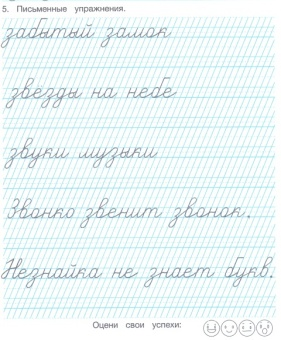 5. Письменные упражнения.
забытый замок
звезды на небе
звуки музыки
Звонко звенит звонок.
Незнайка не знает букв.
Оцени свои успехи: